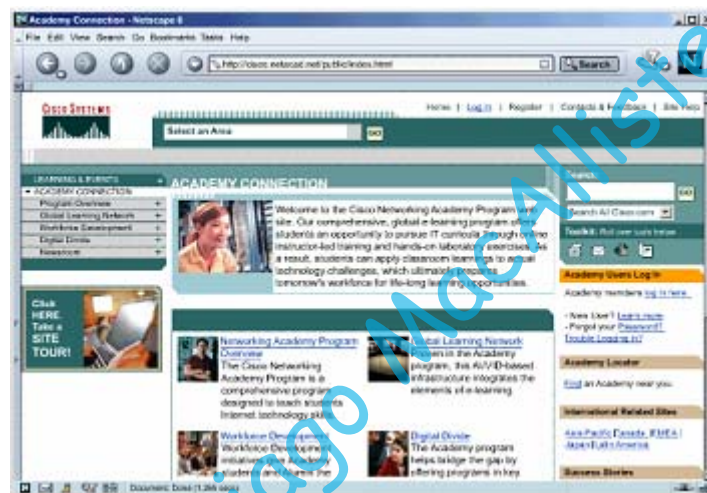 Academy Connection - Netscape 6
File Edit View Search Go Bookmarks Tasks Help
http://cisco.netacad.net/public/index.html
Search
N
CISCO SYSTEMS
Home | Log In | Register | Contacts & Feedback | Site Help
Select an Area
GO
LEARNING & EVENTS
ACADEMY CONNECTION
Program Overview
Global Learning Network
Workforce Development
Digital Divide
Newsroom
Click
HERE.
Take a
SITE
TOUR!
ACADEMY CONNECTION
Welcome to the Cisco Networking Academy Program web
site. Our comprehensive, global e-learning program offers
students an opportunity to pursue IT curricula through online
instructor-led training and hands-on laboratory exercises. As
a result, students can apply classroom learning to actual
technology challenges, which ultimately prepares
tomorrow's workforce for life-long learning opportunities.
Networking Academy Program
Overview
The Cisco Networking
Academy Program is a
comprehensive program
designed to teach students
Internet technology skills.
Global Learning Network
in the Academy
program, this AVVID-based
infrastructure integrates the
elements of e-learning.
Workforce Development
initiatives give Academy
students and Alumni the
Digital Divide
The Academy program
helps bridge the gap by
offering programs in key
Search:
GO
Search All Cisco.com
Toolkit: Roll over tools below
Academy Users Log In
Academy members log in here.
- New User? Learn more
- Forgot your Password?
Trouble Logging in?
Academy Locator
Find an Academy near you.
International Related Sites
Asia-Pacific Canada, EMEA |
Japan Latin America
Success Stories
Document: Done (1.266 secs)
iago MacAllister